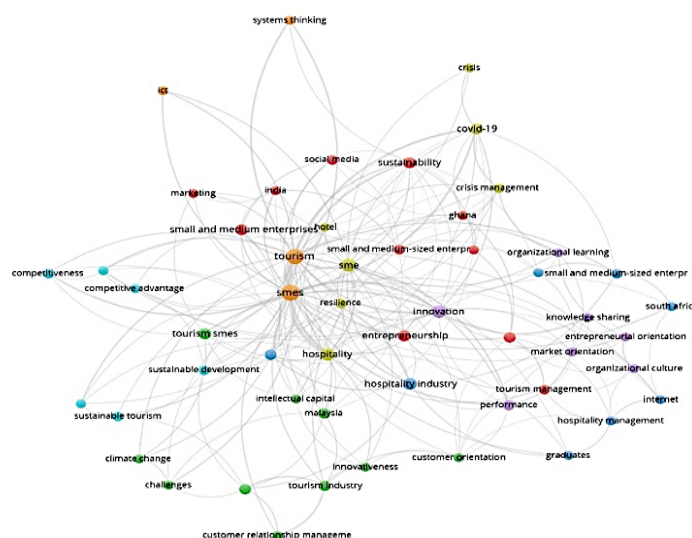 systems thinking
crisis
ict
covid-19
social media
sustainability
marketing
india
crisis management
ghana
small and medium enterprises
hotel
small and medium-sized enterpr
organizational learning
tourism
sme
competitiveness
small and medium-sized enterpr
competitive advantage
smes
resilience
south afric
innovation
knowledge sharing
tourism smes
entrepreneurship
entrepreneurial orientation
hospitality
market orientation
sustainable development
organizational culture
hospitality industry
tourism management
intellectual capital
internet
performance
malaysia
sustainable tourism
hospitality management
climate change
customer orientation
graduates
innovativeness
challenges
tourism industry
customer relationship manageme